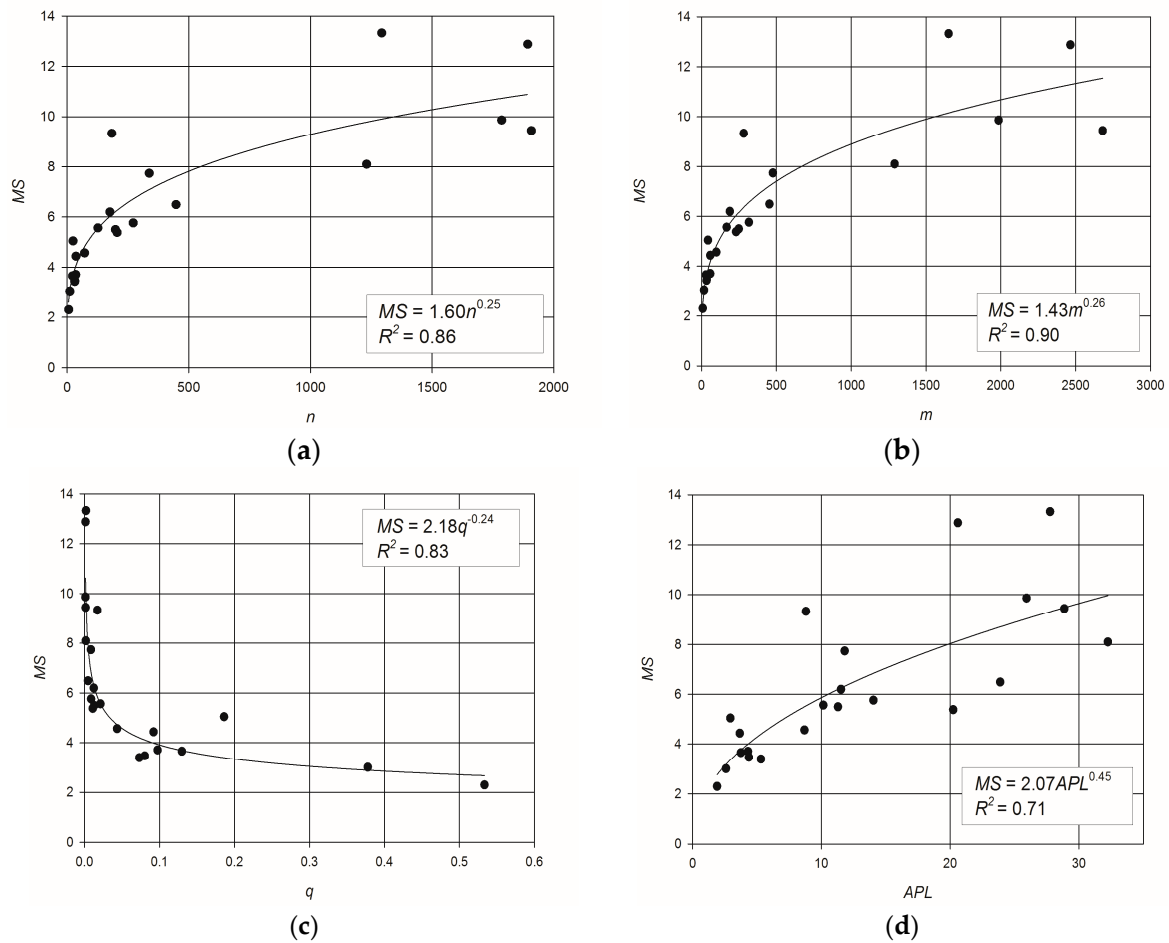 14
12
10
8
6
4
2
0
MS
MS = 1.60n^0.25
R^2 = 0.86
0 500 1000 1500 2000
n
(a)
14
12
10
8
6
4
2
0
MS
MS = 1.43m^0.26
R^2 = 0.90
0 500 1000 1500 2000 2500 3000
m
(b)
14
12
10
8
6
4
2
0
MS
MS = 2.18q^-0.24
R^2 = 0.83
0.0 0.1 0.2 0.3 0.4 0.5 0.6
q
(c)
14
12
10
8
6
4
2
0
MS
MS = 2.07APL^0.45
R^2 = 0.71
0 10 20 30
APL
(d)